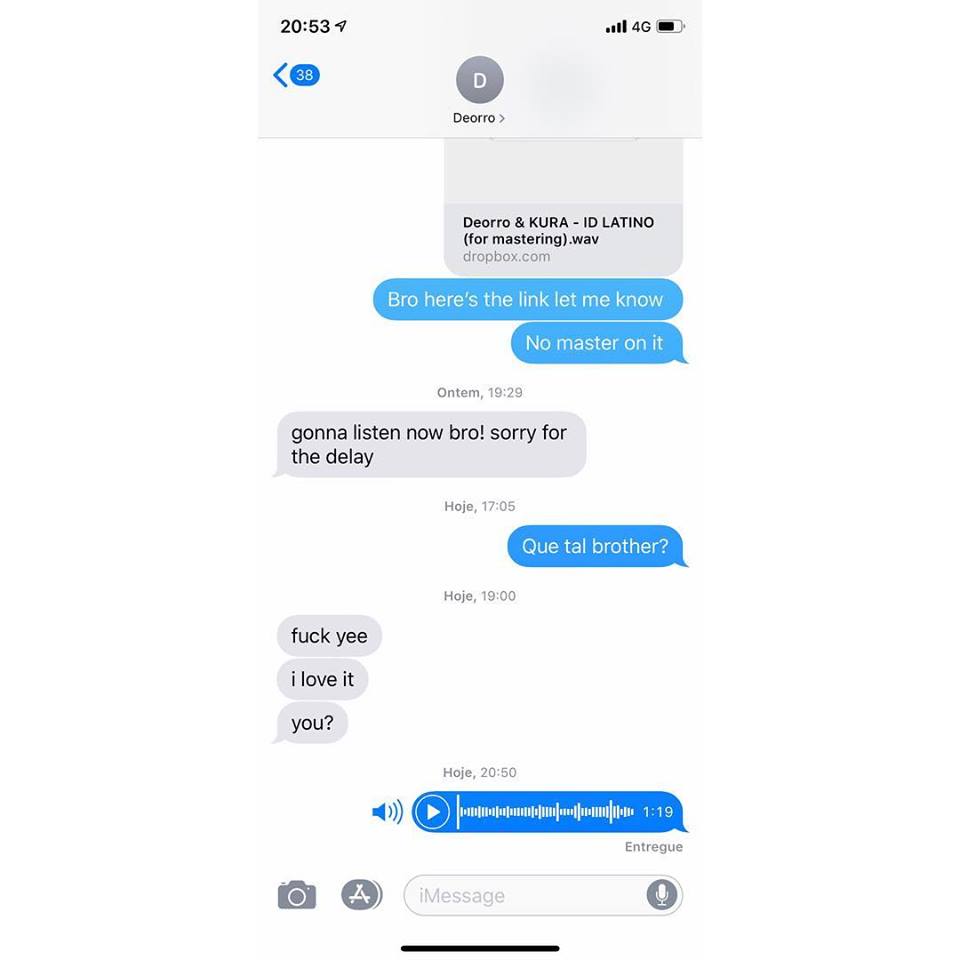 20:53
4G
38
D
Deorro >
Deorro & KURA - ID LATINO
(for mastering).wav
dropbox.com
Bro here's the link let me know
No master on it
Ontem, 19:29
gonna listen now bro! sorry for
the delay
Hoje, 17:05
Que tal brother?
Hoje, 19:00
fuck yee
i love it
you?
Hoje, 20:50
1:19
Entregue
iMessage